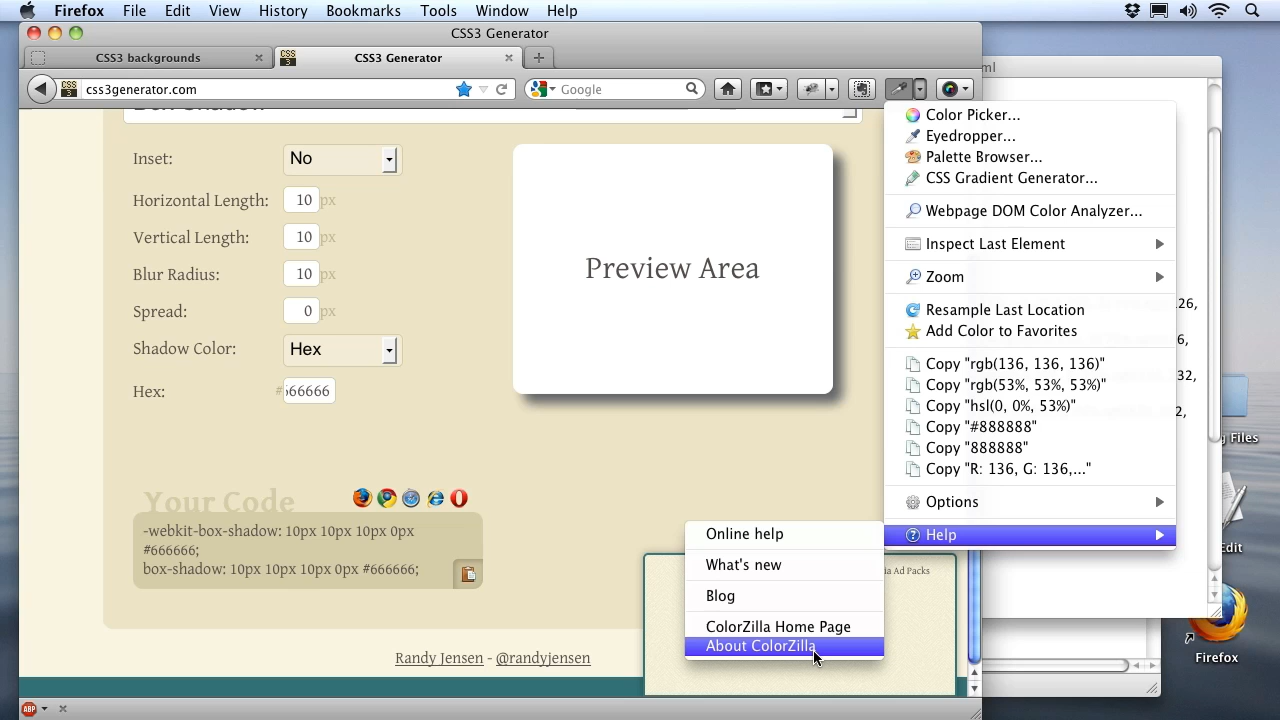 Firefox File Edit View History Bookmarks Tools Window Help
CSS3 Generator
CSS3 backgrounds
CSS3 Generator
css3generator.com
Google
Inset:
No
Horizontal Length:
10 px
Vertical Length:
10 px
Blur Radius:
10 px
Spread:
0 px
Shadow Color:
Hex
Hex:
#
666666
Preview Area
Your Code
-webkit-box-shadow: 10px 10px 10px 0px
#666666;
box-shadow: 10px 10px 10px 0px #666666;
Randy Jensen - @randyjensen
Ad Packs
Color Picker...
Eyedropper...
Palette Browser...
CSS Gradient Generator...
Webpage DOM Color Analyzer...
Inspect Last Element
Zoom
Resample Last Location
Add Color to Favorites
Copy "rgb(136, 136, 136)"
Copy "rgb(53%, 53%, 53%)"
Copy "hsl(0, 0%, 53%)"
Copy "#888888"
Copy "888888"
Copy "R: 136, G: 136,..."
Options
Help
Online help
What's new
Blog
ColorZilla Home Page
About ColorZilla
Files
Edit
Firefox
ABP